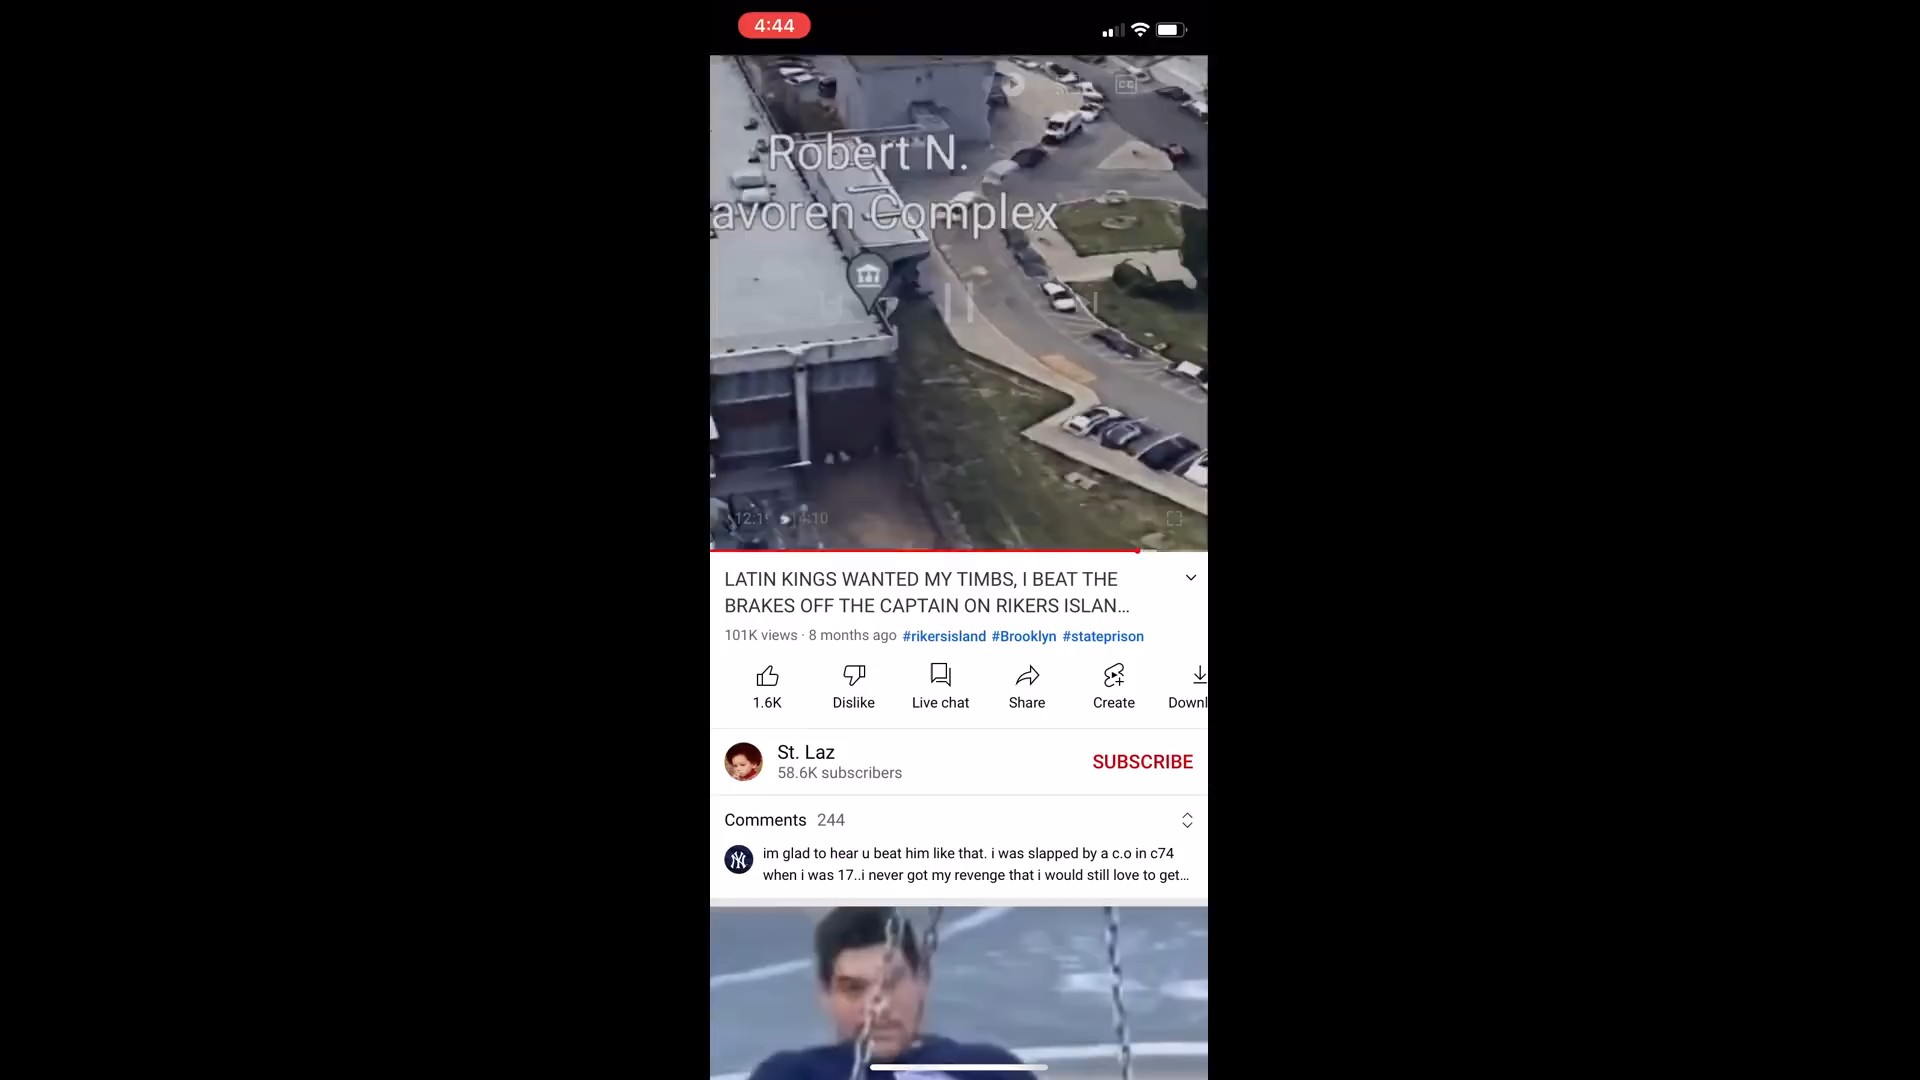 4:44
CC
Robert N.
avoren Complex
14:10
LATIN KINGS WANTED MY TIMBS, I BEAT THE
BRAKES OFF THE CAPTAIN ON RIKERS ISLAN...
101K views · 8 months ago #rikersisland #Brooklyn #stateprison
1.6K Dislike Live chat Share Create Downl
St. Laz
58.6K subscribers
SUBSCRIBE
Comments 244
im glad to hear u beat him like that. i was slapped by a c.o in c74
when i was 17..i never got my revenge that i would still love to get...